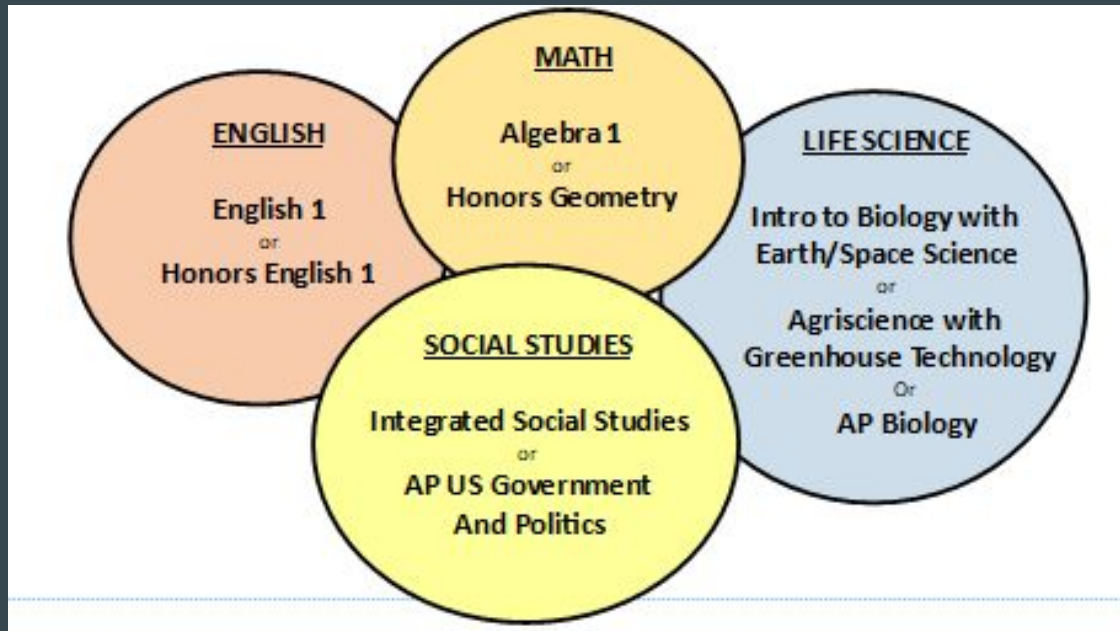 ENGLISH
English 1
or
Honors English 1
MATH
Algebra 1
or
Honors Geometry
LIFE SCIENCE
Intro to Biology with
Earth/Space Science
or
Agriscience with
Greenhouse Technology
Or
AP Biology
SOCIAL STUDIES
Integrated Social Studies
or
AP US Government
And Politics